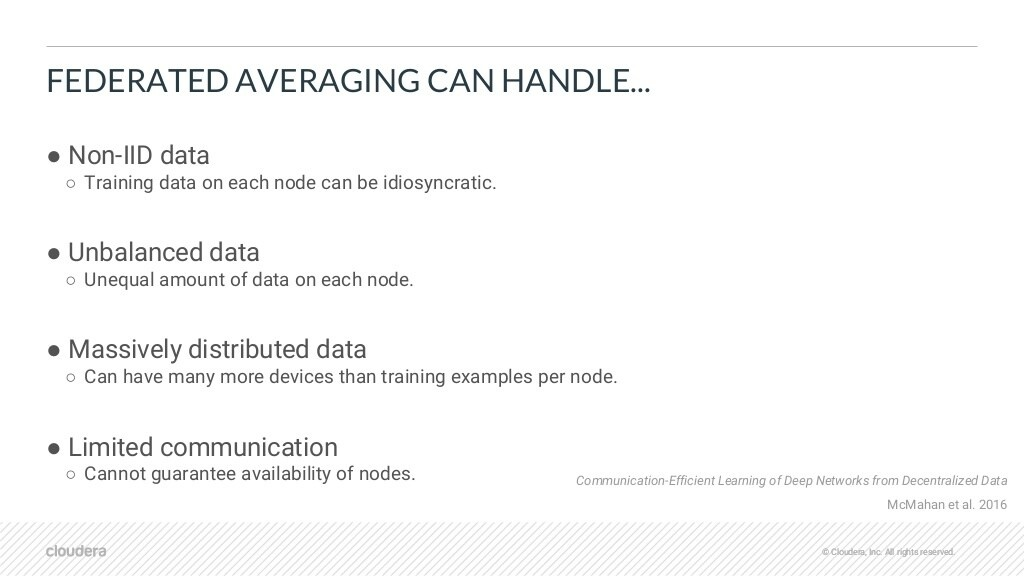 FEDERATED AVERAGING CAN HANDLE...
● Non-IID data
○ Training data on each node can be idiosyncratic.
● Unbalanced data
○ Unequal amount of data on each node.
● Massively distributed data
○ Can have many more devices than training examples per node.
● Limited communication
○ Cannot guarantee availability of nodes.
Communication-Efficient Learning of Deep Networks from Decentralized Data
McMahan et al. 2016
cloudera
© Cloudera, Inc. All rights reserved.